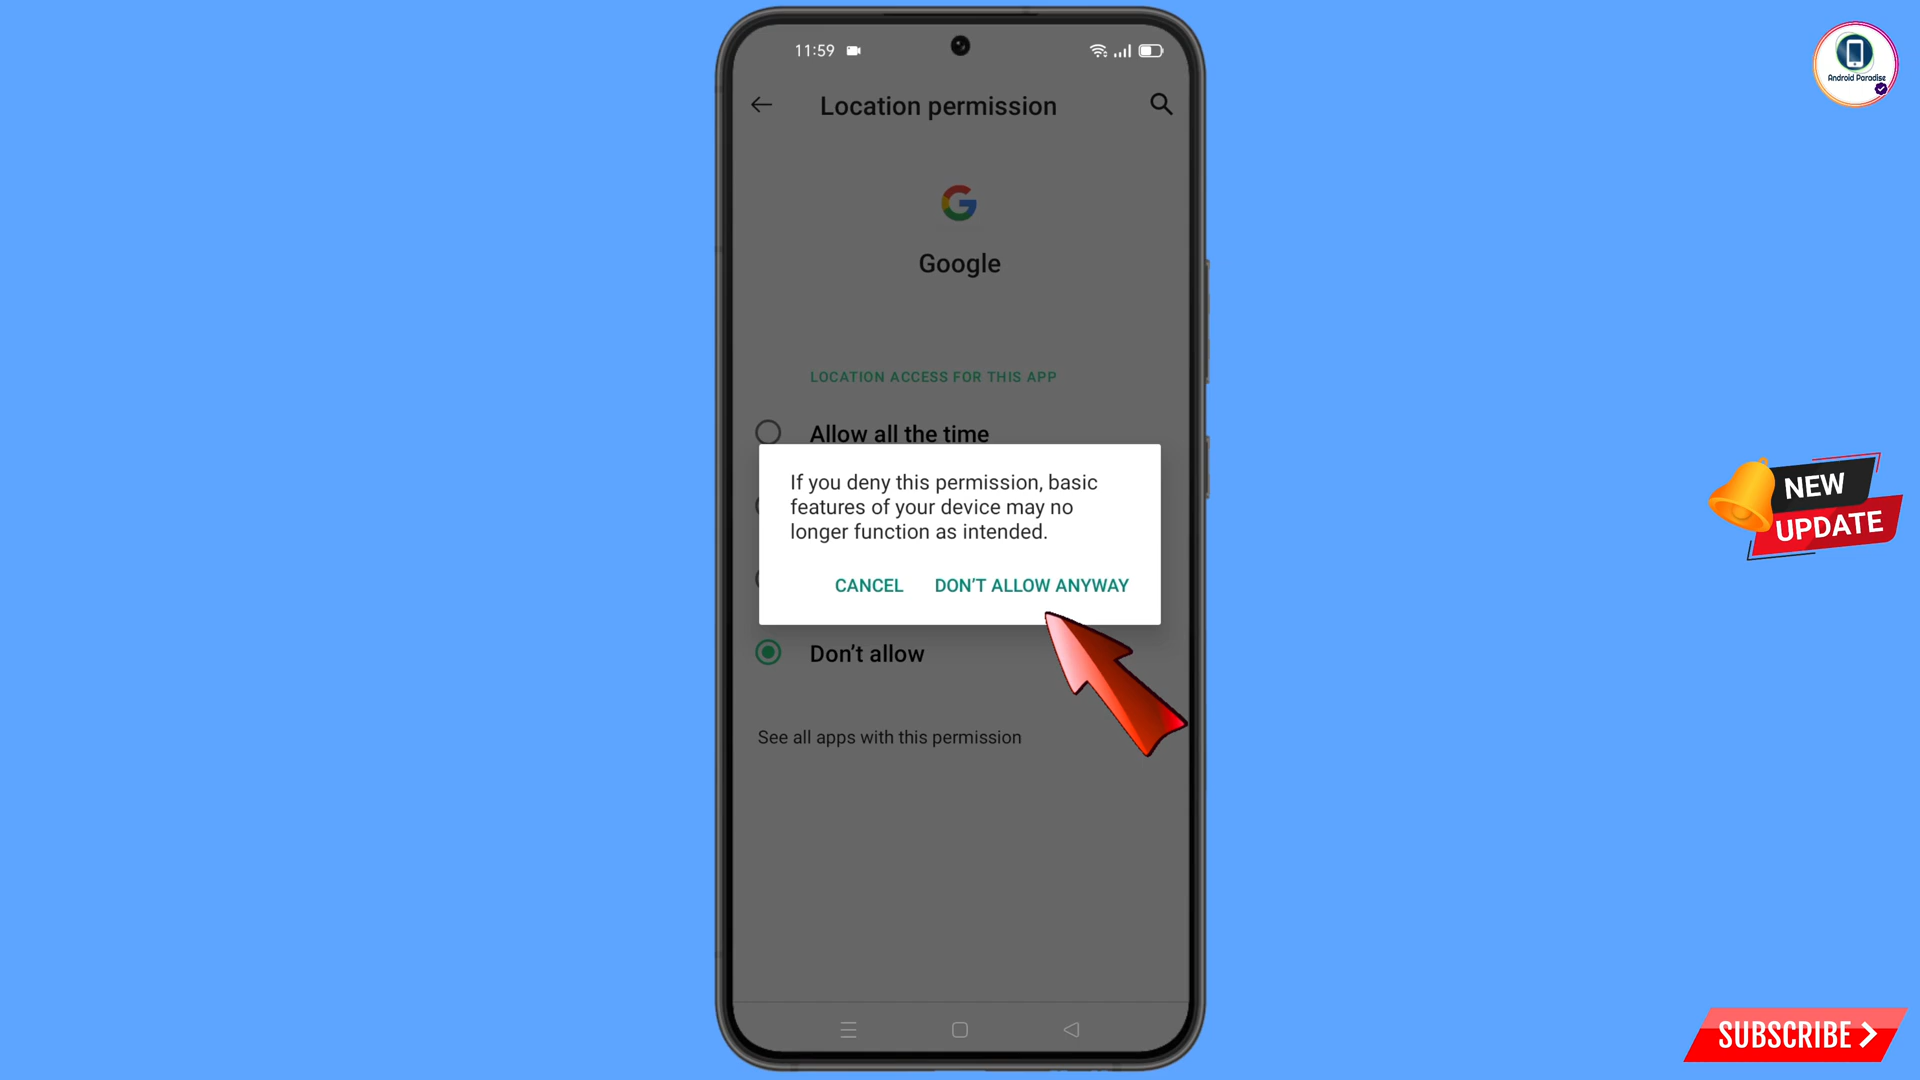 11:59
Android Paradise
Location permission
Google
LOCATION ACCESS FOR THIS APP
Allow all the time
If you deny this permission, basic
features of your device may no
longer function as intended.
CANCEL DON’T ALLOW ANYWAY
Don’t allow
See all apps with this permission
NEW
UPDATE
SUBSCRIBE